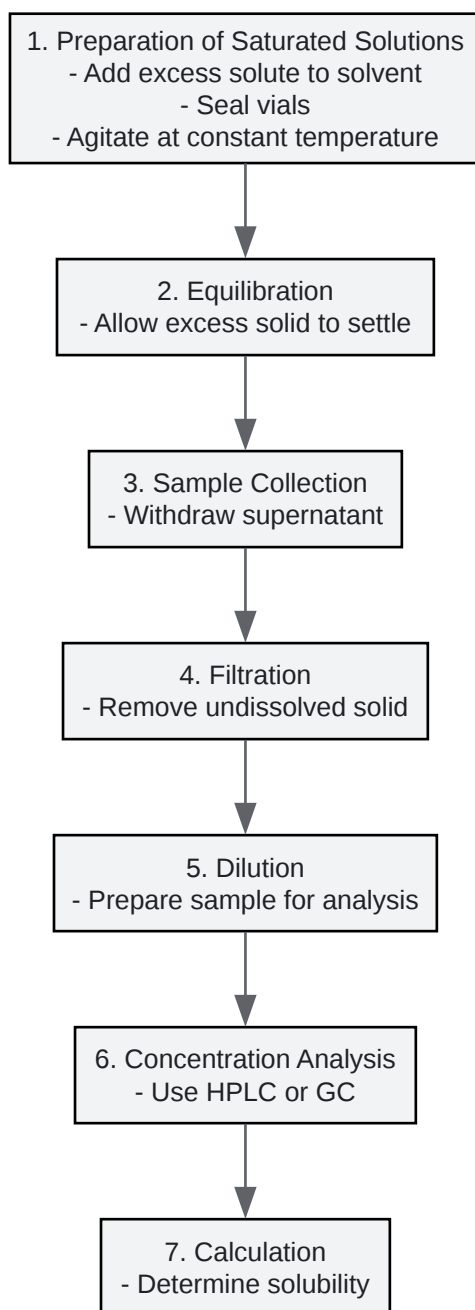 1. Preparation of Saturated Solutions
- Add excess solute to solvent
- Seal vials
- Agitate at constant temperature
2. Equilibration
- Allow excess solid to settle
3. Sample Collection
- Withdraw supernatant
4. Filtration
- Remove undissolved solid
5. Dilution
- Prepare sample for analysis
6. Concentration Analysis
- Use HPLC or GC
7. Calculation
- Determine solubility